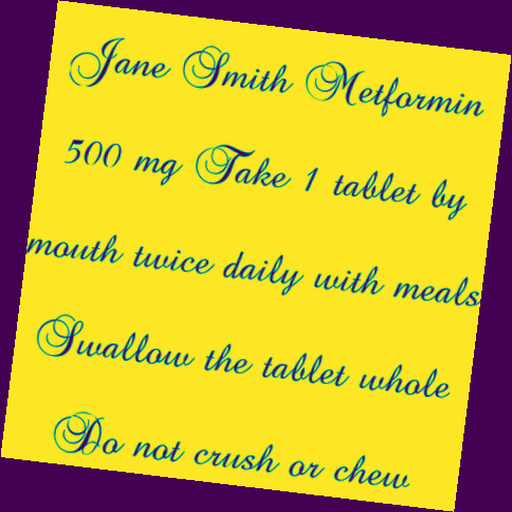 Jane Smith Metformin
500 mg Take 1 tablet by
mouth twice daily with meals
Swallow the tablet whole
Do not crush or chew